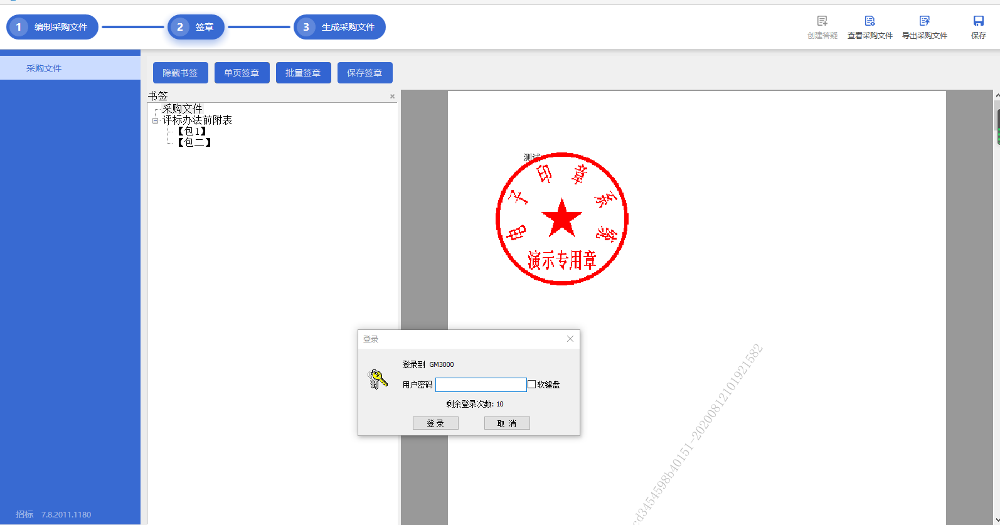 1 编制采购文件
2 签章
3 生成采购文件
创建答疑
查看采购文件
导出采购文件
保存
采购文件
隐藏书签
单页签章
批量签章
保存签章
书签
采购文件
评标办法前附表
【包1】
【包二】
测试
电子印章系统
演示专用章
登录
登录到 GM3000
用户密码
软键盘
剩余登录次数: 10
登 录
取 消
cd3454598b40151-20200812101921582
招标 7.8.2011.1180